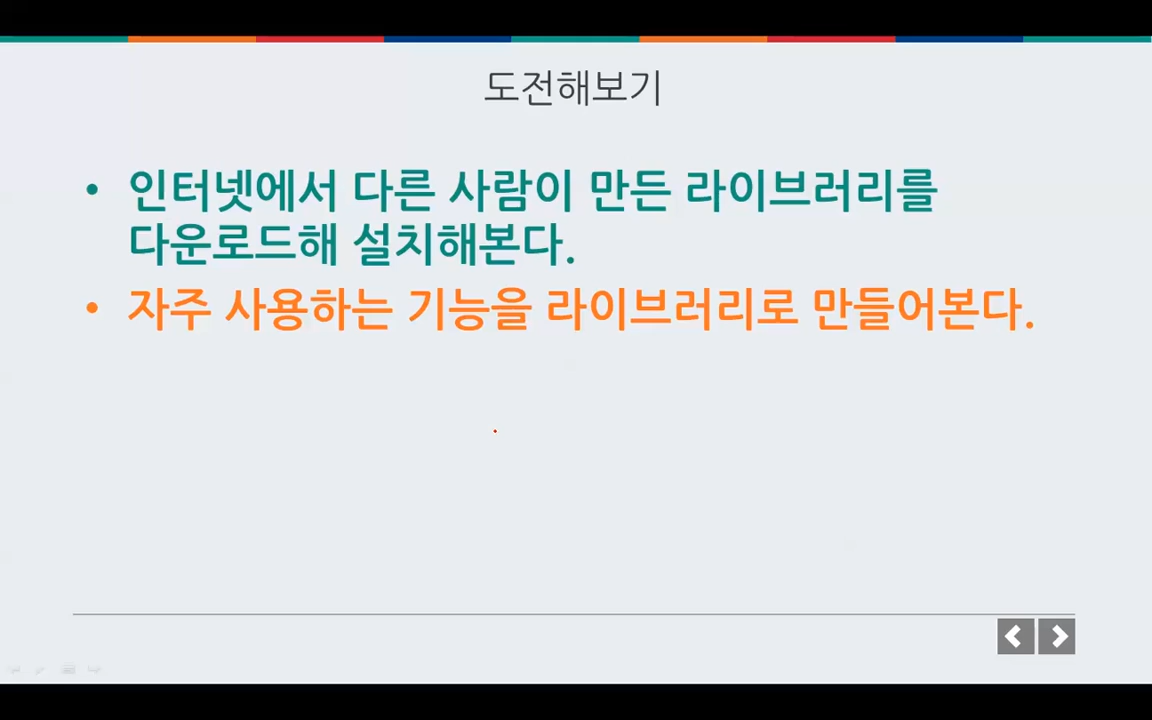 도전해보기
• 인터넷에서 다른 사람이 만든 라이브러리를
다운로드해 설치해본다.
• 자주 사용하는 기능을 라이브러리로 만들어본다.